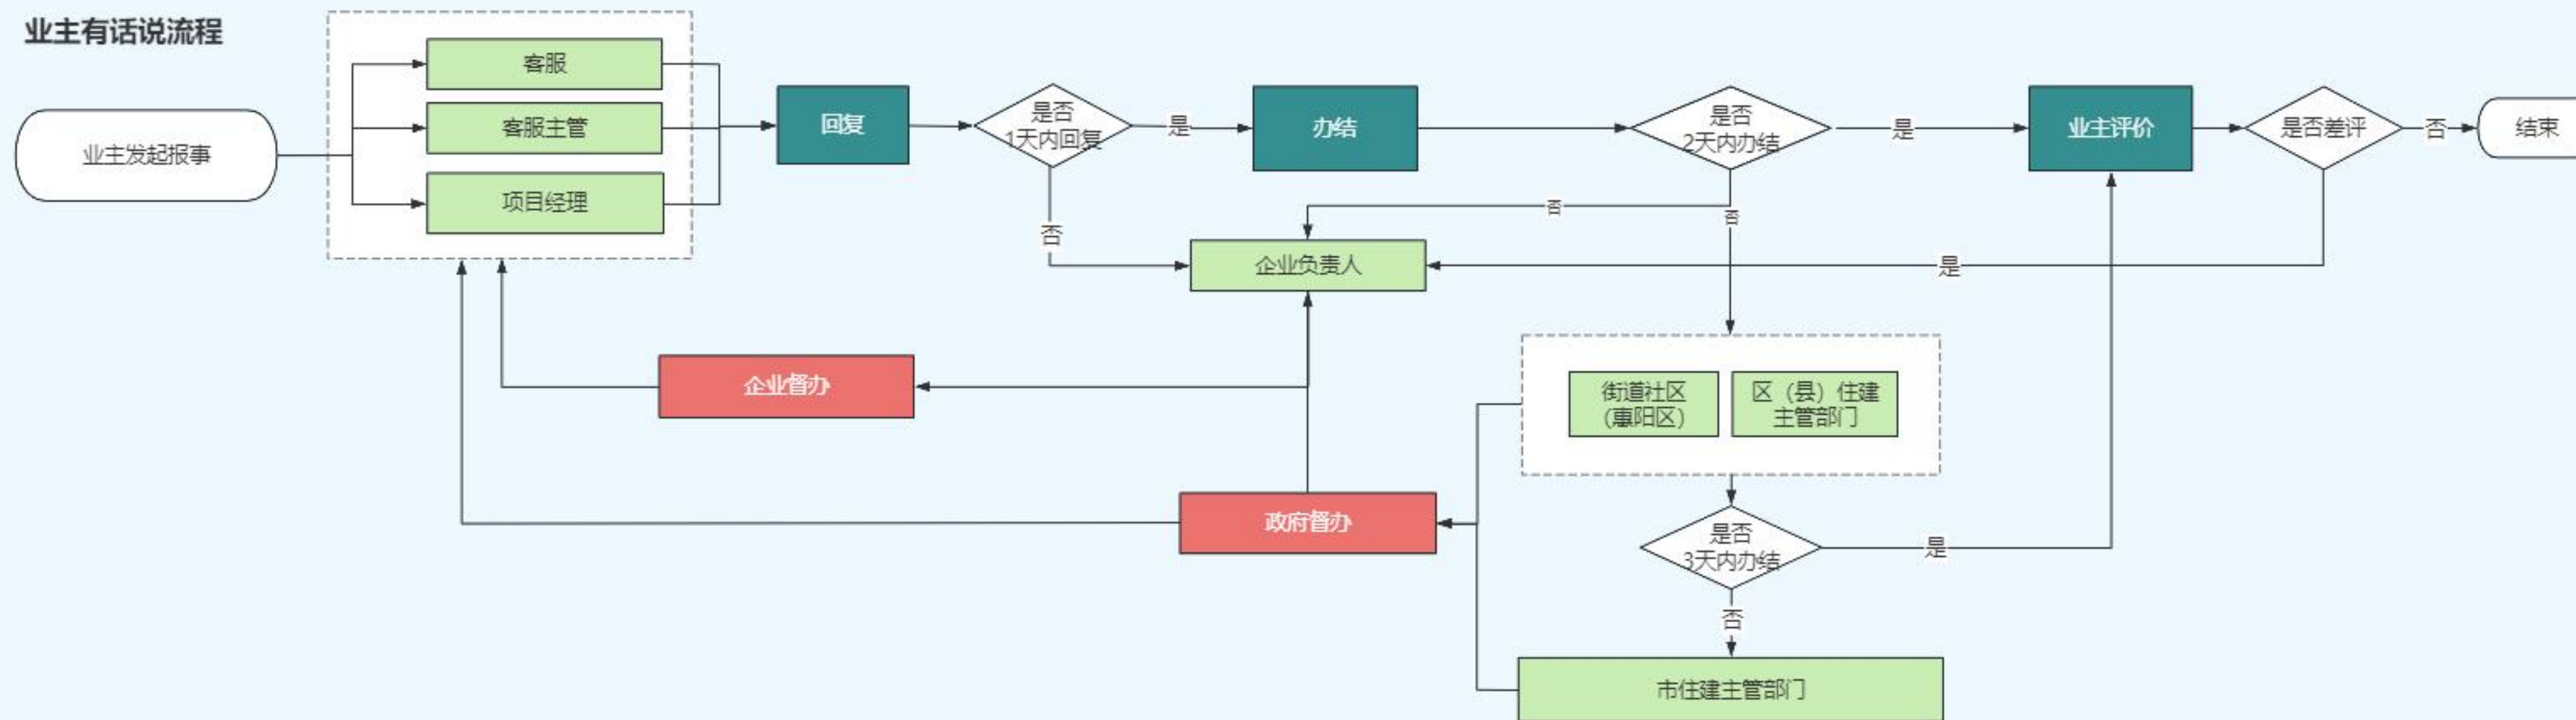 业主有话说流程
业主发起报事
客服
客服主管
项目经理
回复
是否
1天内回复
是
办结
是否
2天内办结
是
业主评价
是否差评
否
结束
否
否
否
企业负责人
是
企业督办
街道社区
(惠阳区)
区（县）住建
主管部门
政府督办
是否
3天内办结
是
否
市住建主管部门